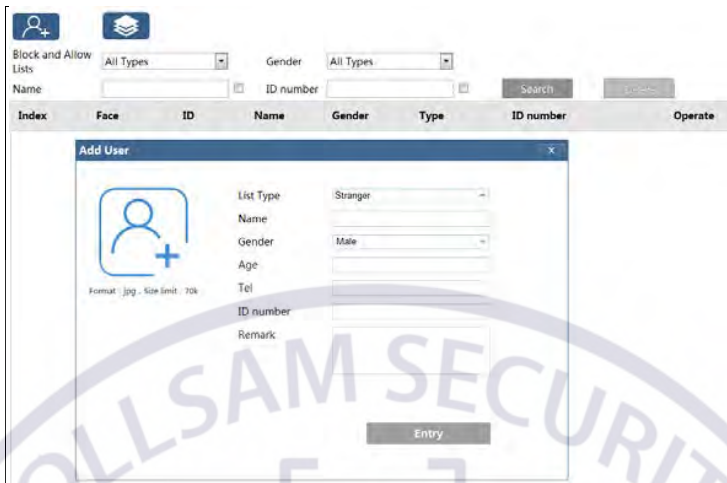 Block and Allow Lists All Types Gender All Types
Name ID number Search
Index Face ID Name Gender Type ID number Operate
Add User x
List Type Stranger
Name
Gender Male
Age
Format : jpg , Size limit : 70k Tel
ID number
Remark
Entry
OLLSAM SECURIT